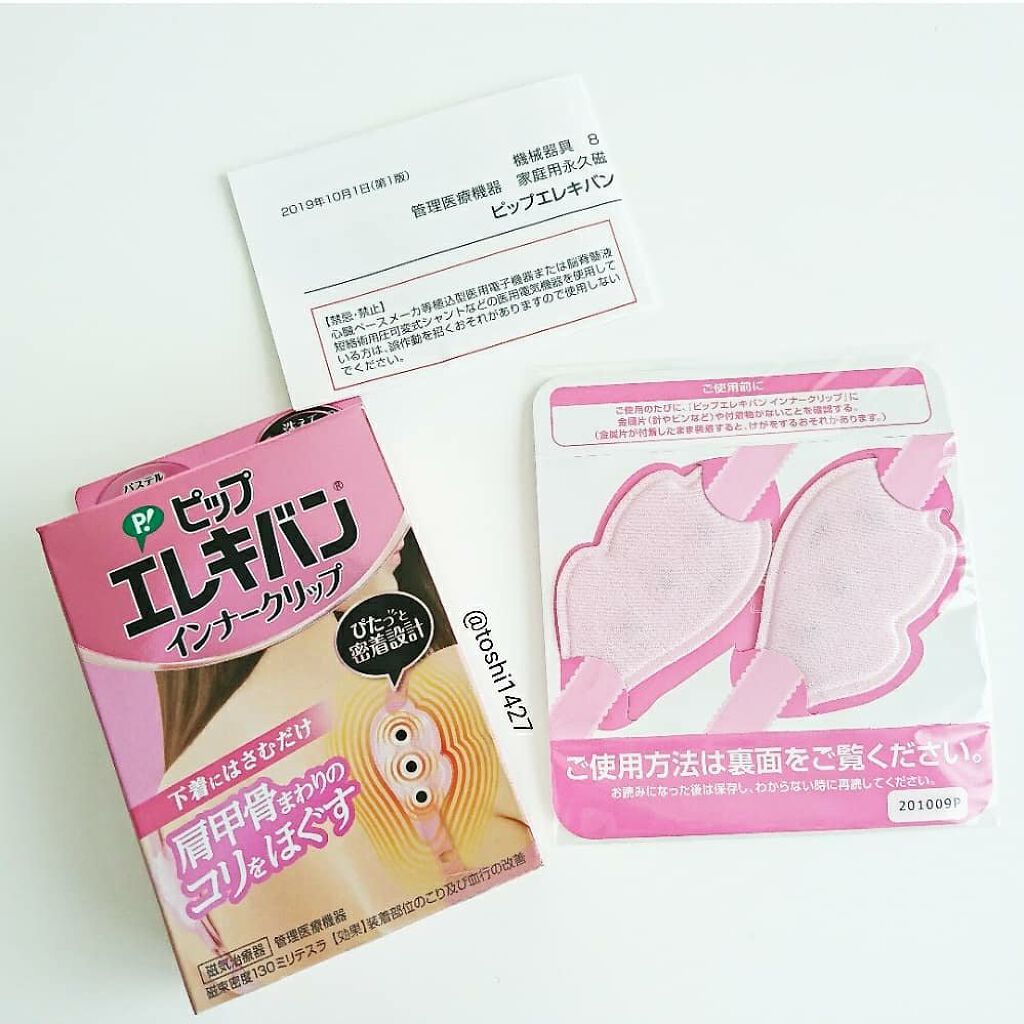 2019年10月1日(第1版)
機械器具 8
管理医療機器 家庭用永久磁
ピップエレキバン
【禁忌・禁止】
心臓ペースメーカ等植込型医用電子機器または脳脊髄液
短絡術用圧可変式シャントなどの医用電気機器を使用して
いる方は、誤作動を招くおそれがありますので使用しない
でください。
ご使用前に
ご使用のたびに、「ピップエレキバン インナークリップ」に
金属片(針やピンなど)や付着物がないことを確認する。
(金属片が付着したまま装着すると、けがをするおそれがあります。)
ご使用方法は裏面をご覧ください。
お読みになった後は保存し、わからない時に再読してください。
201009P
洗えて
パステル
P!
ピップ
エレキバン®
インナークリップ
ぴたっと
密着設計
下着にはさむだけ
肩甲骨まわりの
コリをほぐす
磁気治療器 管理医療機器
磁束密度130ミリテスラ【効果】装着部位のこり及び血行の改善
@toshi1427